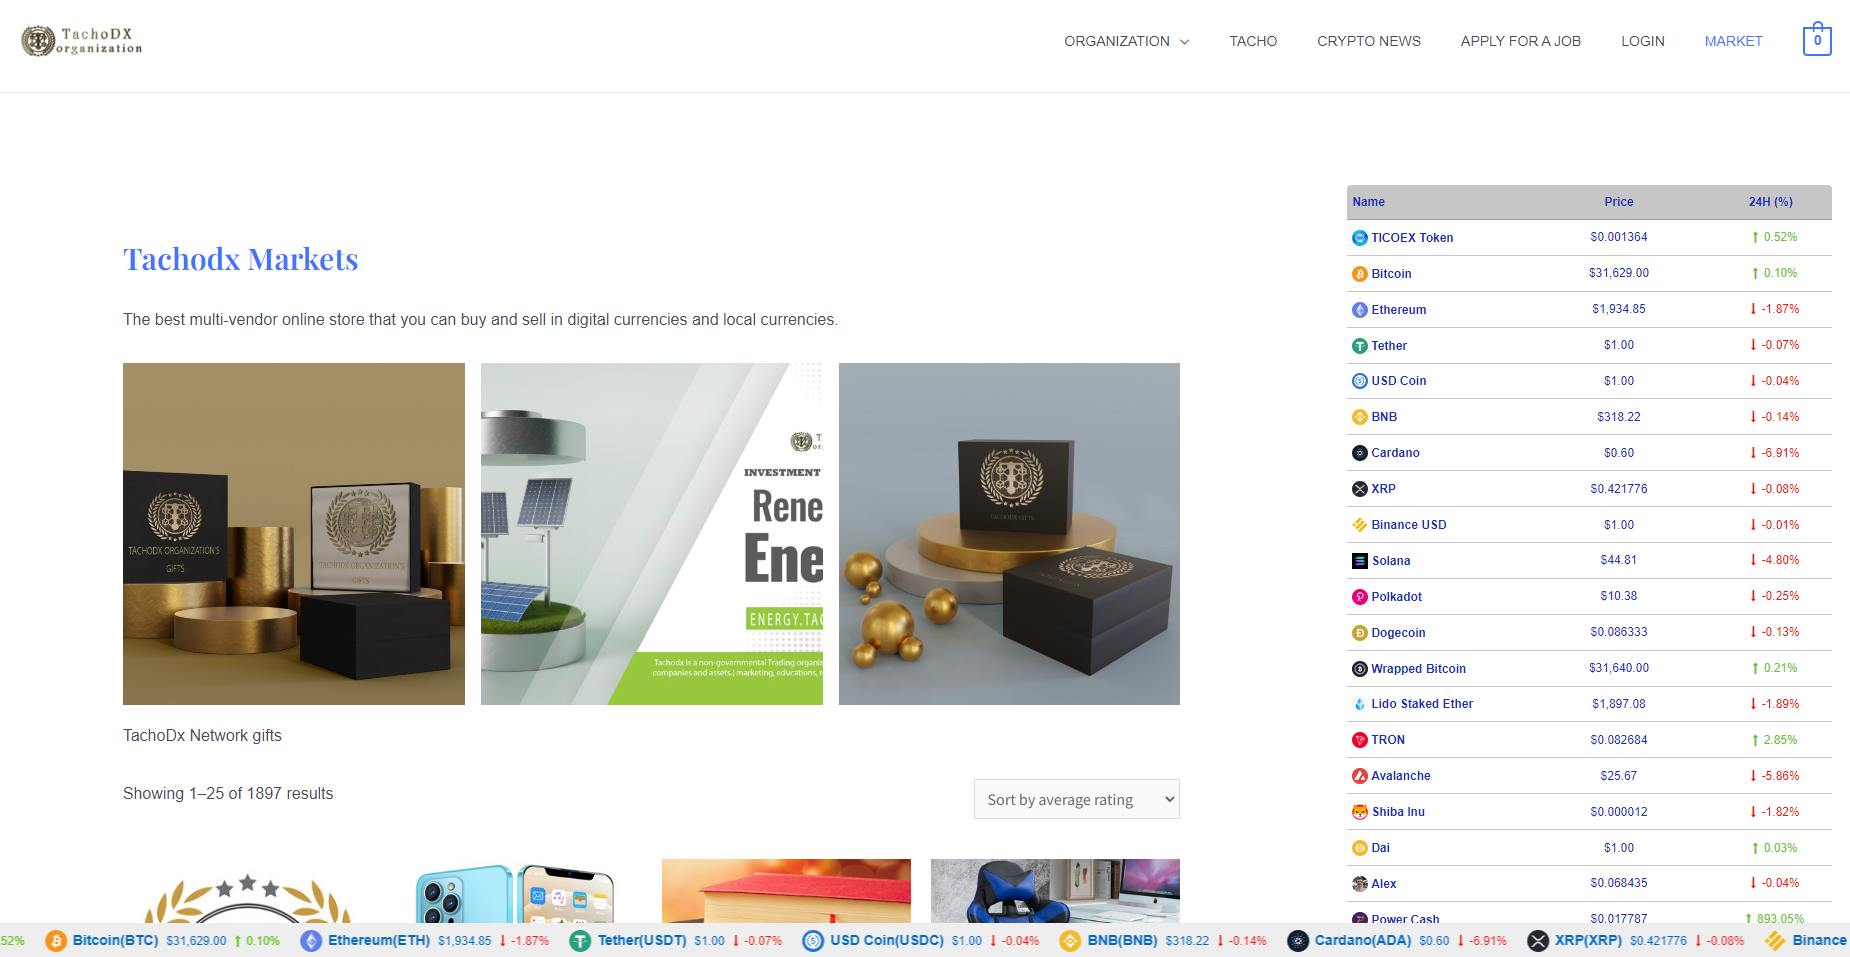 TachoDX
organization
ORGANIZATION
TACHO
CRYPTO NEWS
APPLY FOR A JOB
LOGIN
MARKET
0
Tachodx Markets
The best multi-vendor online store that you can buy and sell in digital currencies and local currencies.
TACHODX ORGANIZATION'S
GIFTS
TACHODX ORGANIZATION'S
GIFTS
INVESTMENT
Rene
Ene
ENERGY.TAC
Tachodx is a non-governmental Trading organiz
companies and assets.( marketing, educations, r
TACHODX GIFTS
TachoDx Network gifts
Showing 1–25 of 1897 results
Sort by average rating
Name Price 24H (%)
TICOEX Token $0.001364 0.52%
Bitcoin $31,629.00 0.10%
Ethereum $1,934.85 -1.87%
Tether $1.00 -0.07%
USD Coin $1.00 -0.04%
BNB $318.22 -0.14%
Cardano $0.60 -6.91%
XRP $0.421776 -0.08%
Binance USD $1.00 -0.01%
Solana $44.81 -4.80%
Polkadot $10.38 -0.25%
Dogecoin $0.086333 -0.13%
Wrapped Bitcoin $31,640.00 0.21%
Lido Staked Ether $1,897.08 -1.89%
TRON $0.082684 2.85%
Avalanche $25.67 -5.86%
Shiba Inu $0.000012 -1.82%
Dai $1.00 0.03%
Alex $0.068435 -0.04%
Power Cash $0.017787 893.05%
52% Bitcoin(BTC) $31,629.00 0.10% Ethereum(ETH) $1,934.85 -1.87% Tether(USDT) $1.00 -0.07% USD Coin(USDC) $1.00 -0.04% BNB(BNB) $318.22 -0.14% Cardano(ADA) $0.60 -6.91% XRP(XRP) $0.421776 -0.08% Binance